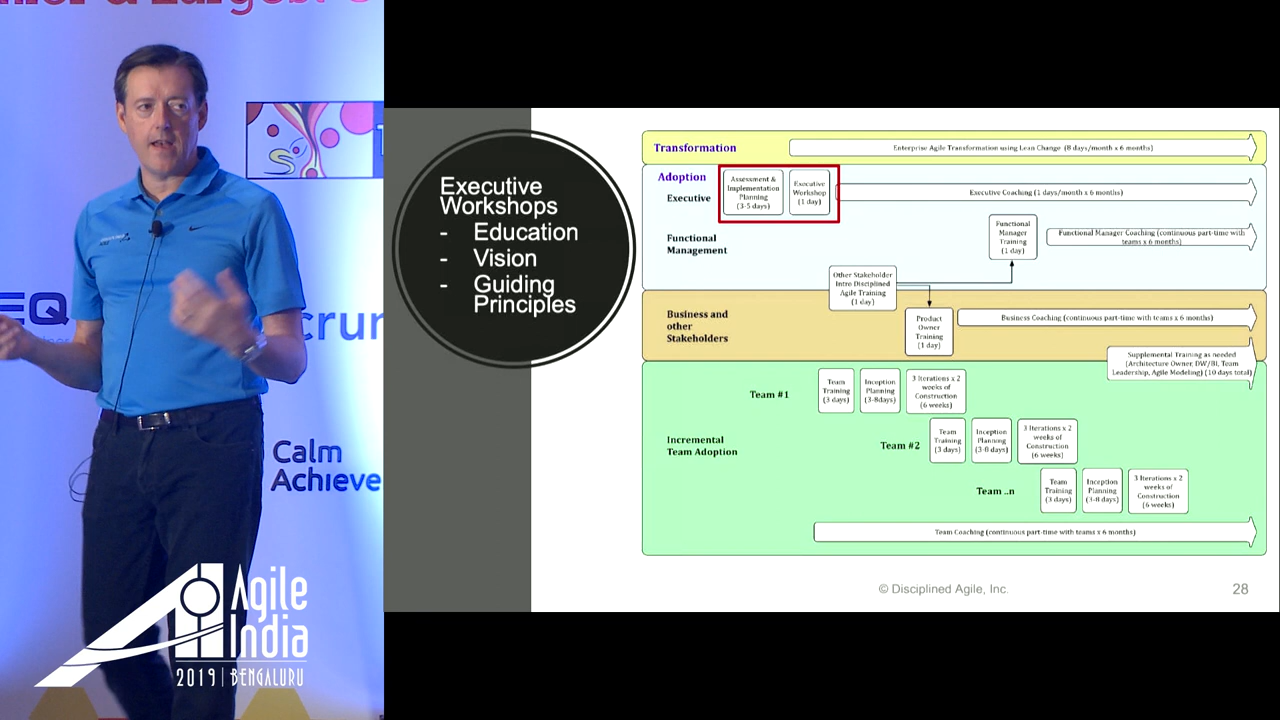 Calm
Achieve
Agile
India
2019 | BENGALURU
Executive
Workshops
- Education
- Vision
- Guiding
Principles
Transformation
Enterprise Agile Transformation using Lean Change (8 days/month x 6 months)
Adoption
Executive
Assessment &
Implementation
Planning
(3-5 days)
Executive
Workshop
(1 day)
Executive Coaching (1 days/month x 6 months)
Functional
Management
Functional
Manager
Training
(1 day)
Functional Manager Coaching (continuous part-time with
teams x 6 months)
Other Stakeholder
Intro Disciplined
Agile Training
(1 day)
Business and
other
Stakeholders
Product
Owner
Training
(1 day)
Business Coaching (continuous part-time with teams x 6 months)
Supplemental Training as needed
(Architecture Owner, DW/BI, Team
Leadership, Agile Modeling) (10 days total)
Team #1
Team
Training
(3 days)
Inception
Planning
(3-8days)
3 Iterations x 2
weeks of
Construction
(6 weeks)
Incremental
Team Adoption
Team #2
Team
Training
(3 days)
Inception
Planning
(3-8 days)
3 Iterations x 2
weeks of
Construction
(6 weeks)
Team ..n
Team
Training
(3 days)
Inception
Planning
(3-8 days)
3 Iterations x 2
weeks of
Construction
(6 weeks)
Team Coaching (continuous part-time with teams x 6 months)
© Disciplined Agile, Inc.
28